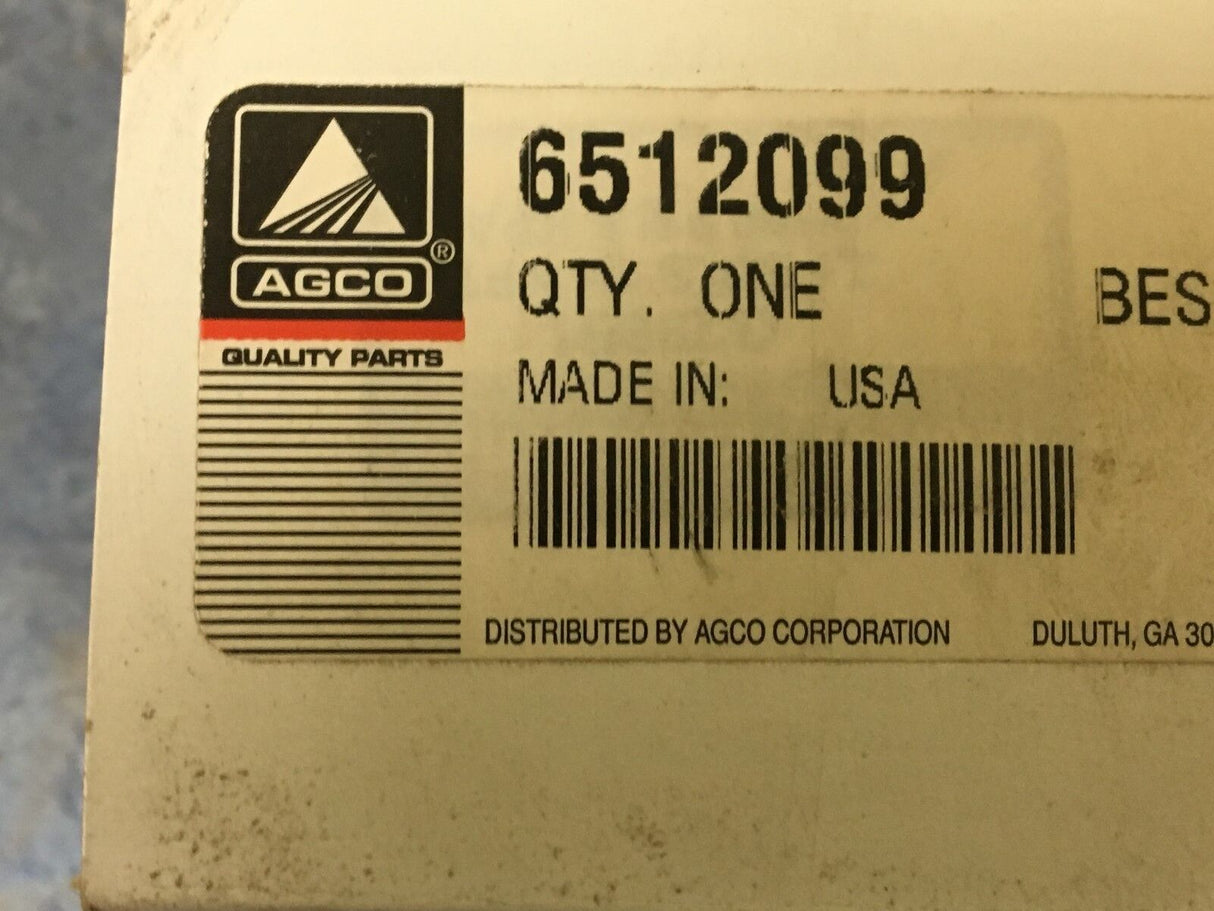 6512099
AGCO®
QTY. ONE BES
QUALITY PARTS
MADE IN: USA
DISTRIBUTED BY AGCO CORPORATION DULUTH, GA 30